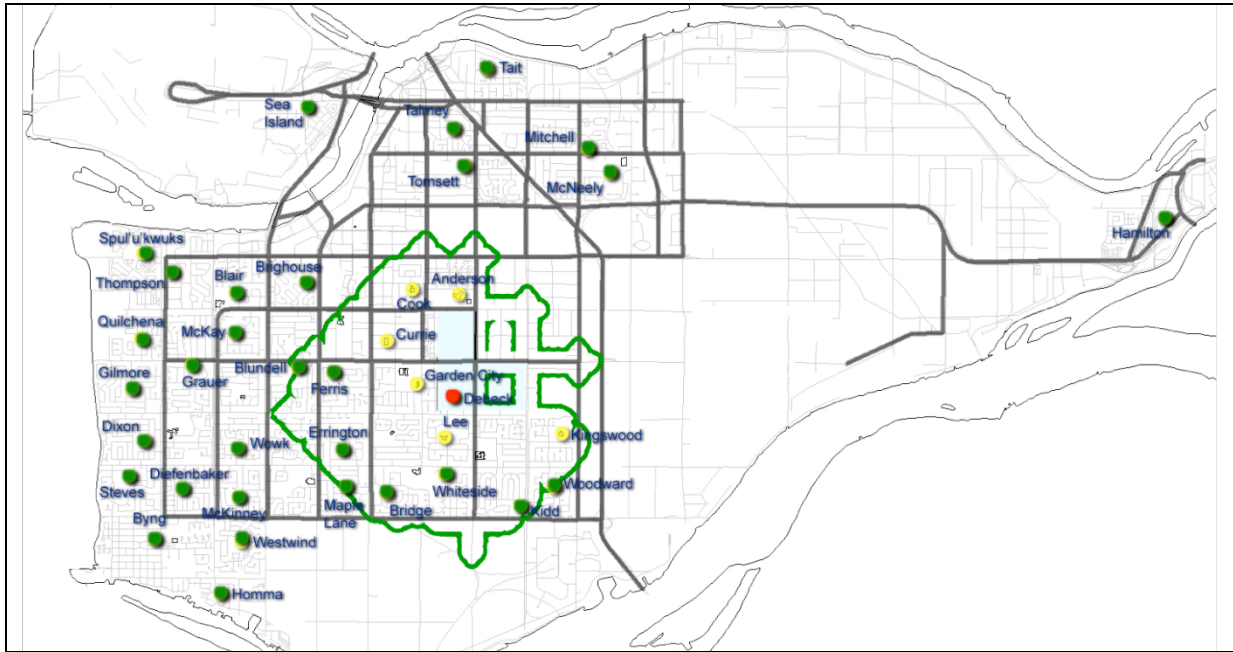 Tait
Sea
Island
Talmey
Mitchell
Tomsett
McNeely
Hamilton
Spul'u'kwuks
Thompson
Blair
Brighouse
Anderson
Cook
Quilchena
McKay
Currie
Gilmore
Grauer
Blundell
Ferris
Garden City
Debeck
Dixon
Wowk
Errington
Lee
Kingswood
Steves
Diefenbaker
Whiteside
Woodward
Byng
McKinney
Maple
Lane
Bridge
Kidd
Westwind
Homma